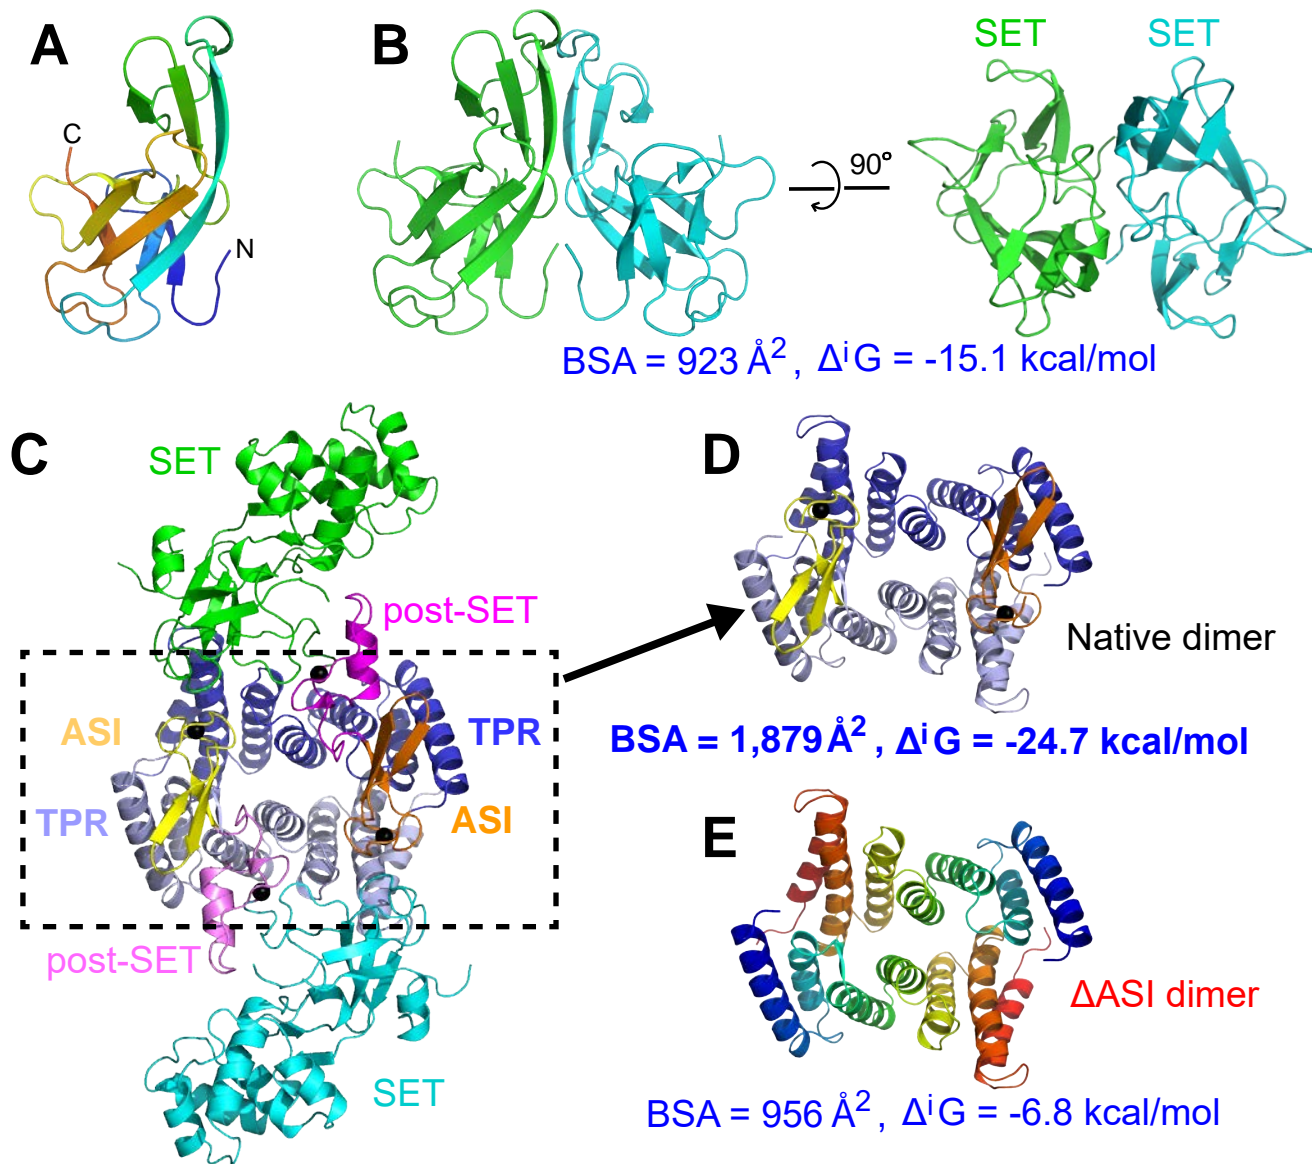 A
B
SET
SET
C
N
90°
BSA = 923 Å², ΔⁱG = -15.1 kcal/mol
C
SET
D
post-SET
Native dimer
ASI
TPR
BSA = 1,879 Å², ΔⁱG = -24.7 kcal/mol
TPR
ASI
E
post-SET
ΔASI dimer
SET
BSA = 956 Å², ΔⁱG = -6.8 kcal/mol